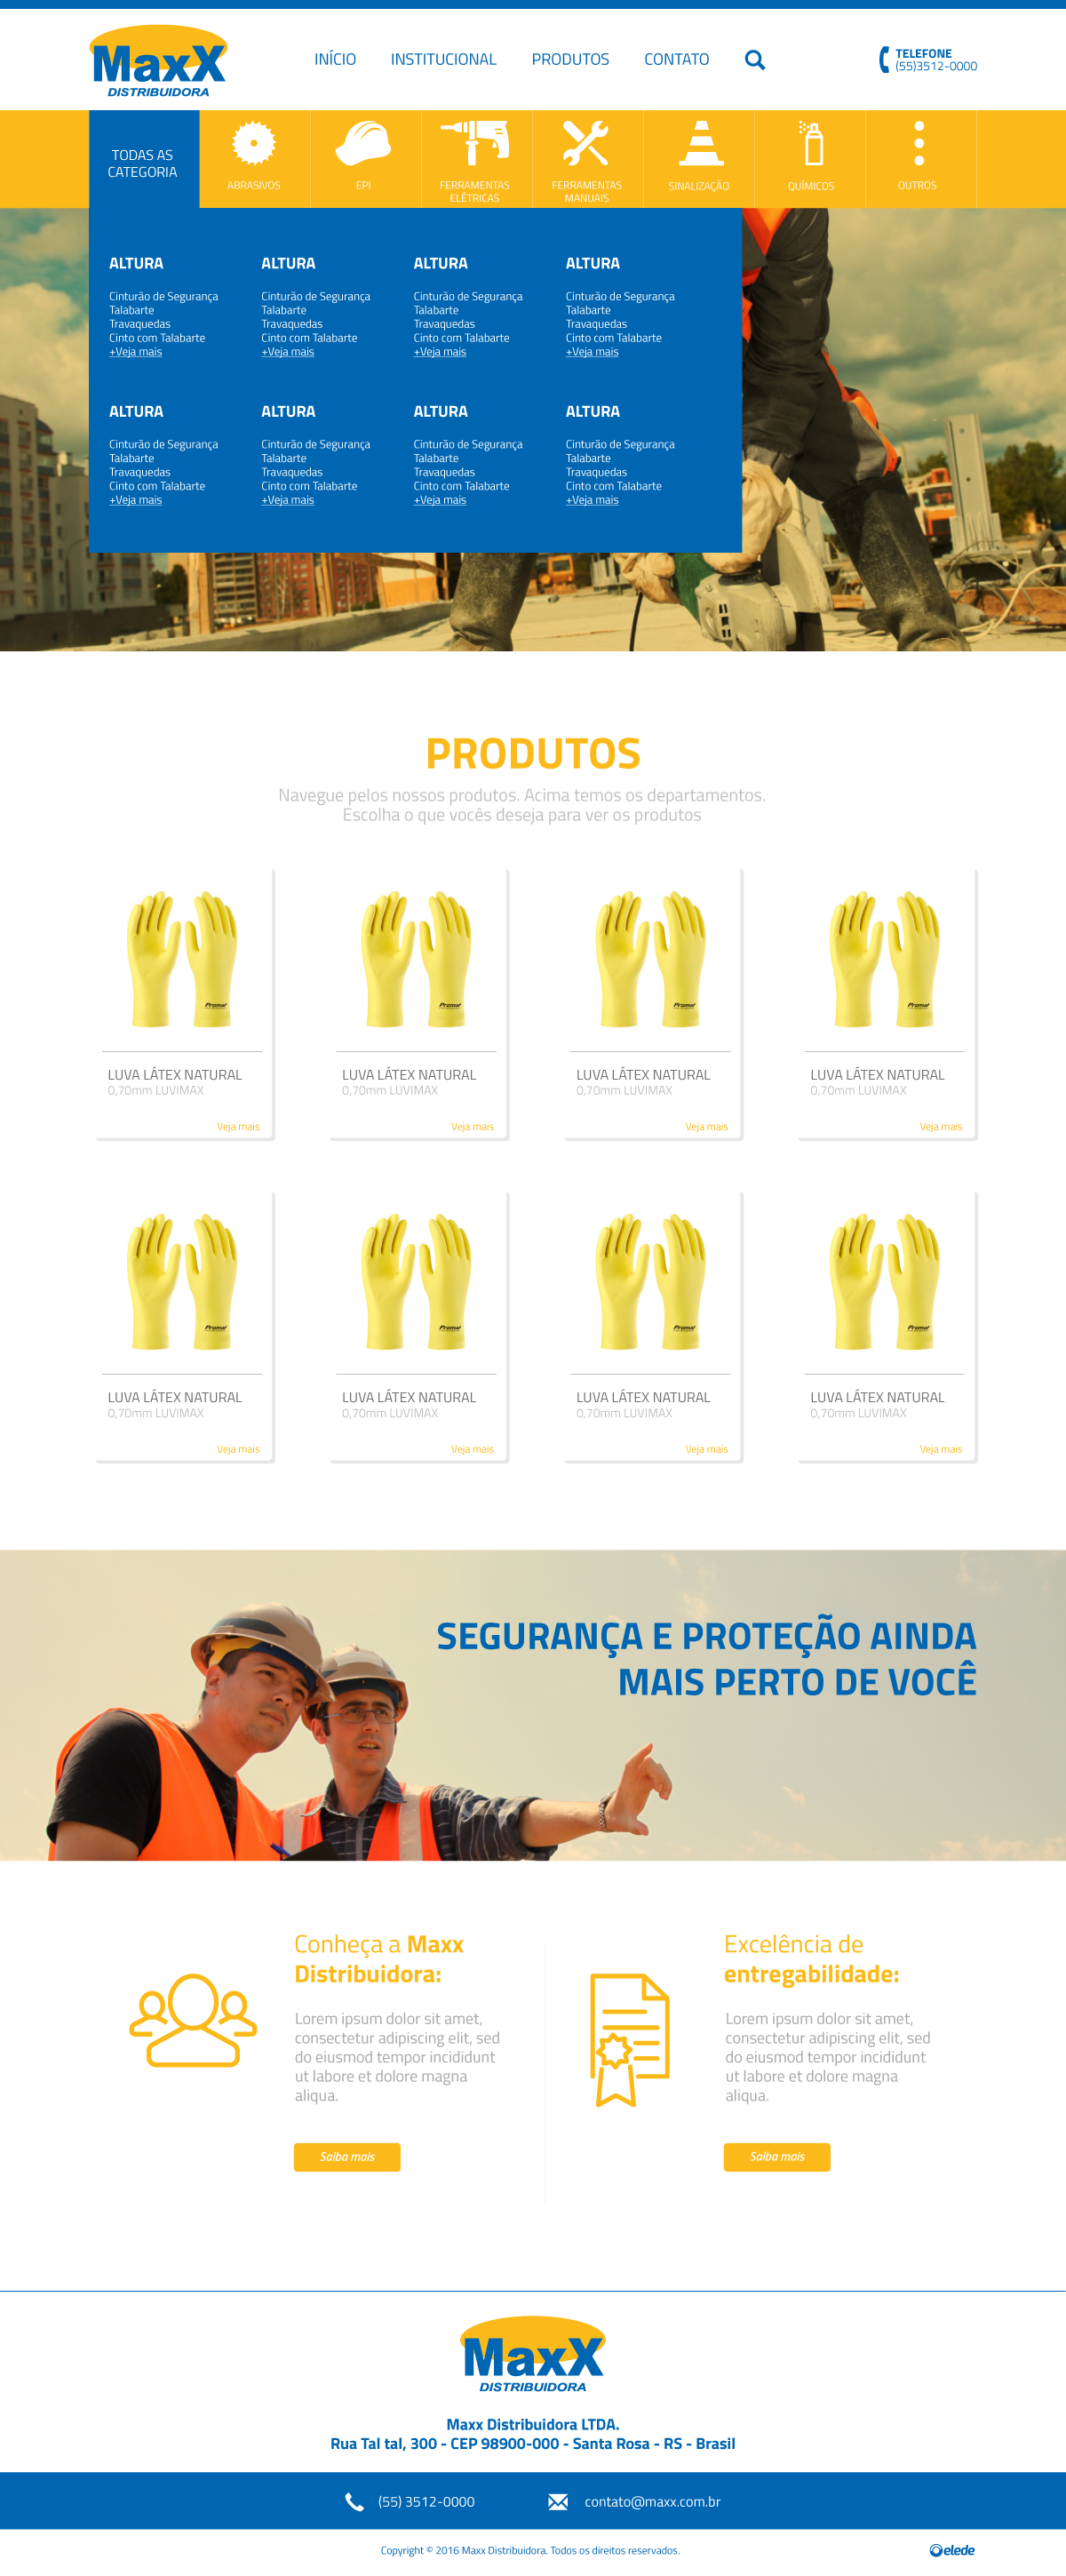 MaxX
DISTRIBUIDORA
INÍCIO
INSTITUCIONAL
PRODUTOS
CONTATO
TELEFONE
(55)3512-0000
TODAS AS
CATEGORIA
ABRASIVOS
EPI
FERRAMENTAS
ELÉTRICAS
FERRAMENTAS
MANUAIS
SINALIZAÇÃO
QUÍMICOS
OUTROS
ALTURA
Cinturão de Segurança
Talabarte
Travaquedas
Cinto com Talabarte
+Veja mais
ALTURA
Cinturão de Segurança
Talabarte
Travaquedas
Cinto com Talabarte
+Veja mais
ALTURA
Cinturão de Segurança
Talabarte
Travaquedas
Cinto com Talabarte
+Veja mais
ALTURA
Cinturão de Segurança
Talabarte
Travaquedas
Cinto com Talabarte
+Veja mais
ALTURA
Cinturão de Segurança
Talabarte
Travaquedas
Cinto com Talabarte
+Veja mais
ALTURA
Cinturão de Segurança
Talabarte
Travaquedas
Cinto com Talabarte
+Veja mais
ALTURA
Cinturão de Segurança
Talabarte
Travaquedas
Cinto com Talabarte
+Veja mais
ALTURA
Cinturão de Segurança
Talabarte
Travaquedas
Cinto com Talabarte
+Veja mais
PRODUTOS
Navegue pelos nossos produtos. Acima temos os departamentos.
Escolha o que vocês deseja para ver os produtos
Promat
LUVA LÁTEX NATURAL
0,70mm LUVIMAX
Veja mais
Promat
LUVA LÁTEX NATURAL
0,70mm LUVIMAX
Veja mais
Promat
LUVA LÁTEX NATURAL
0,70mm LUVIMAX
Veja mais
Promat
LUVA LÁTEX NATURAL
0,70mm LUVIMAX
Veja mais
Promat
LUVA LÁTEX NATURAL
0,70mm LUVIMAX
Veja mais
Promat
LUVA LÁTEX NATURAL
0,70mm LUVIMAX
Veja mais
Promat
LUVA LÁTEX NATURAL
0,70mm LUVIMAX
Veja mais
Promat
LUVA LÁTEX NATURAL
0,70mm LUVIMAX
Veja mais
SEGURANÇA E PROTEÇÃO AINDA
MAIS PERTO DE VOCÊ
Conheça a Maxx
Distribuidora:
Lorem ipsum dolor sit amet,
consectetur adipiscing elit, sed
do eiusmod tempor incididunt
ut labore et dolore magna
aliqua.
Saiba mais
Excelência de
entregabilidade:
Lorem ipsum dolor sit amet,
consectetur adipiscing elit, sed
do eiusmod tempor incididunt
ut labore et dolore magna
aliqua.
Saiba mais
MaxX
DISTRIBUIDORA
Maxx Distribuidora LTDA.
Rua Tal tal, 300 - CEP 98900-000 - Santa Rosa - RS - Brasil
(55) 3512-0000
contato@maxx.com.br
Copyright © 2016 Maxx Distribuidora. Todos os direitos reservados.
elede